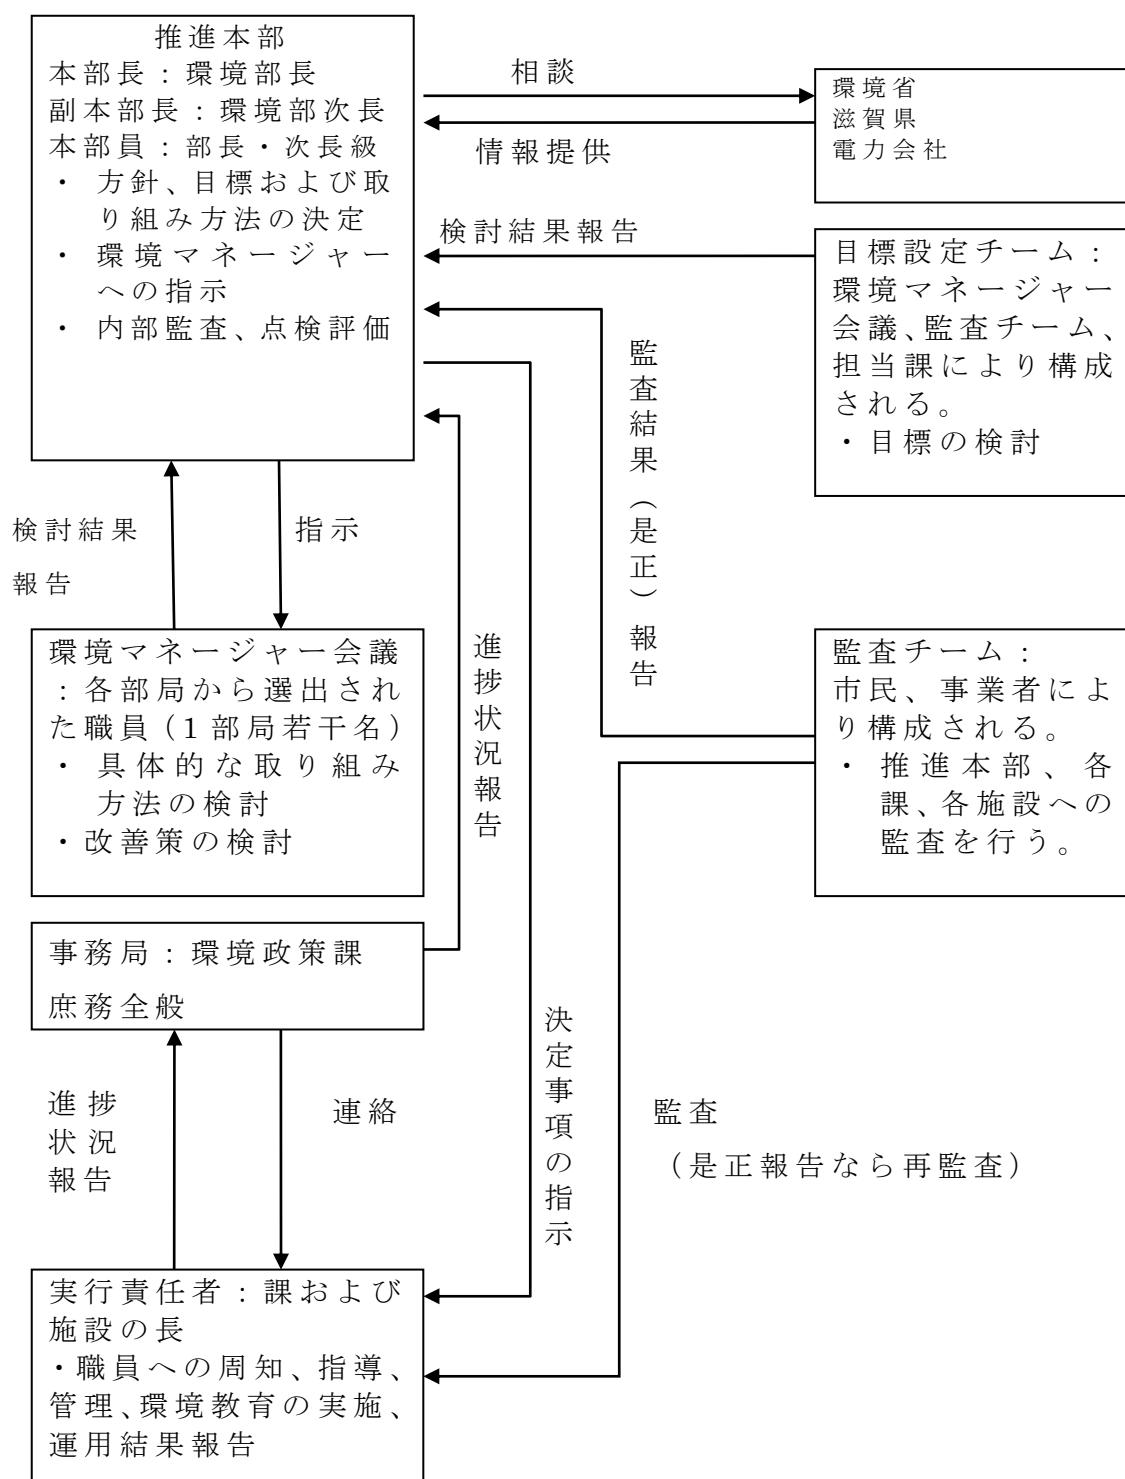 推進本部
本部長：環境部長
副本部長：環境部次長
本部員：部長・次長級
・ 方針、目標および取
り組み方法の決定
・ 環境マネージャー
への指示
・ 内部監査、点検評価
相談
情報提供
環境省
滋賀県
電力会社
検討結果報告
目標設定チーム：
環境マネージャー
会議、監査チーム、
担当課により構成
される。
・目標の検討
監査結果（是正）報告
検討結果
報告
指示
環境マネージャー会議
：各部局から選出され
た職員（1部局若干名）
・ 具体的な取り組み
方法の検討
・改善策の検討
進捗状況報告
監査チーム：
市民、事業者によ
り構成される。
・ 推進本部、各
課、各施設への
監査を行う。
事務局：環境政策課
庶務全般
決定事項の指示
進捗
状況
報告
連絡
監査
（是正報告なら再監査）
実行責任者：課および
施設の長
・職員への周知、指導、
管理、環境教育の実施、
運用結果報告